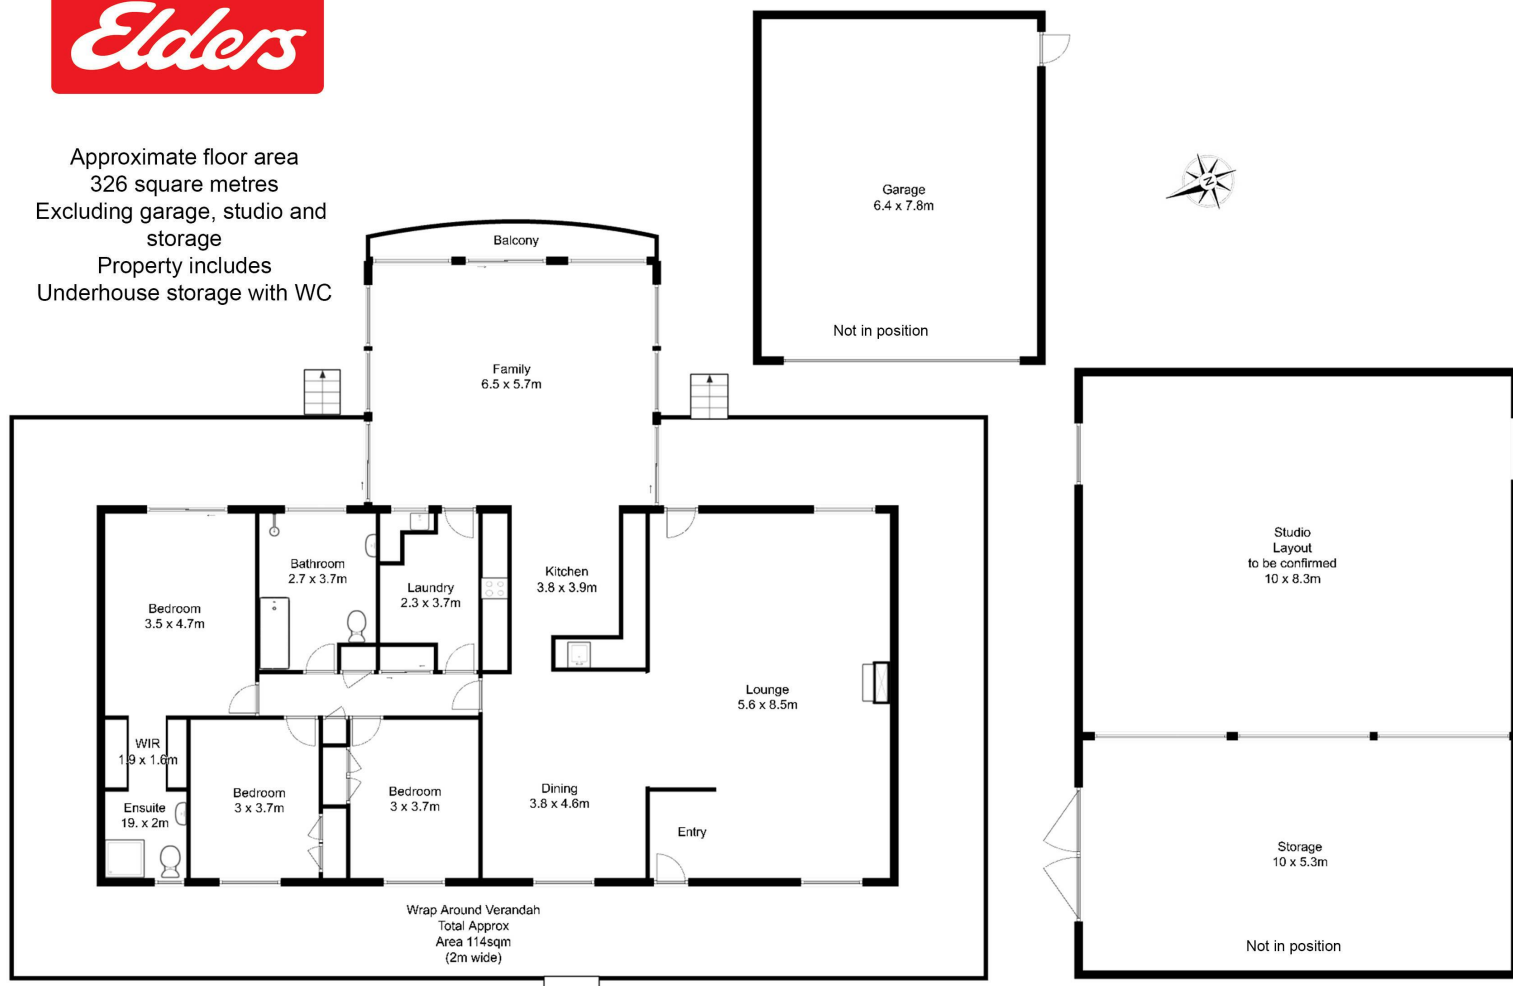 Elders
Approximate floor area
326 square metres
Excluding garage, studio and
storage
Property includes
Underhouse storage with WC
Garage
6.4 x 7.8m
Not in position
N
Balcony
Family
6.5 x 5.7m
Bedroom
3.5 x 4.7m
Bathroom
2.7 x 3.7m
Laundry
2.3 x 3.7m
Kitchen
3.8 x 3.9m
Lounge
5.6 x 8.5m
WIR
1.9 x 1.6m
Ensuite
19. x 2m
Bedroom
3 x 3.7m
Bedroom
3 x 3.7m
Dining
3.8 x 4.6m
Entry
Wrap Around Verandah
Total Approx
Area 114sqm
(2m wide)
Studio
Layout
to be confirmed
10 x 8.3m
Storage
10 x 5.3m
Not in position